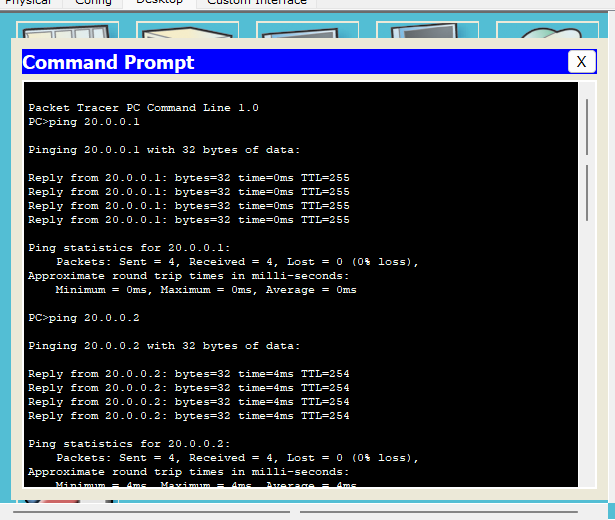 Physical Config Desktop Custom Interface
Command Prompt X
Packet Tracer PC Command Line 1.0
PC>ping 20.0.0.1
Pinging 20.0.0.1 with 32 bytes of data:
Reply from 20.0.0.1: bytes=32 time=0ms TTL=255
Reply from 20.0.0.1: bytes=32 time=0ms TTL=255
Reply from 20.0.0.1: bytes=32 time=0ms TTL=255
Reply from 20.0.0.1: bytes=32 time=0ms TTL=255
Ping statistics for 20.0.0.1:
Packets: Sent = 4, Received = 4, Lost = 0 (0% loss),
Approximate round trip times in milli-seconds:
Minimum = 0ms, Maximum = 0ms, Average = 0ms
PC>ping 20.0.0.2
Pinging 20.0.0.2 with 32 bytes of data:
Reply from 20.0.0.2: bytes=32 time=4ms TTL=254
Reply from 20.0.0.2: bytes=32 time=4ms TTL=254
Reply from 20.0.0.2: bytes=32 time=4ms TTL=254
Reply from 20.0.0.2: bytes=32 time=4ms TTL=254
Ping statistics for 20.0.0.2:
Packets: Sent = 4, Received = 4, Lost = 0 (0% loss),
Approximate round trip times in milli-seconds:
Minimum = 4ms, Maximum = 4ms, Average = 4ms